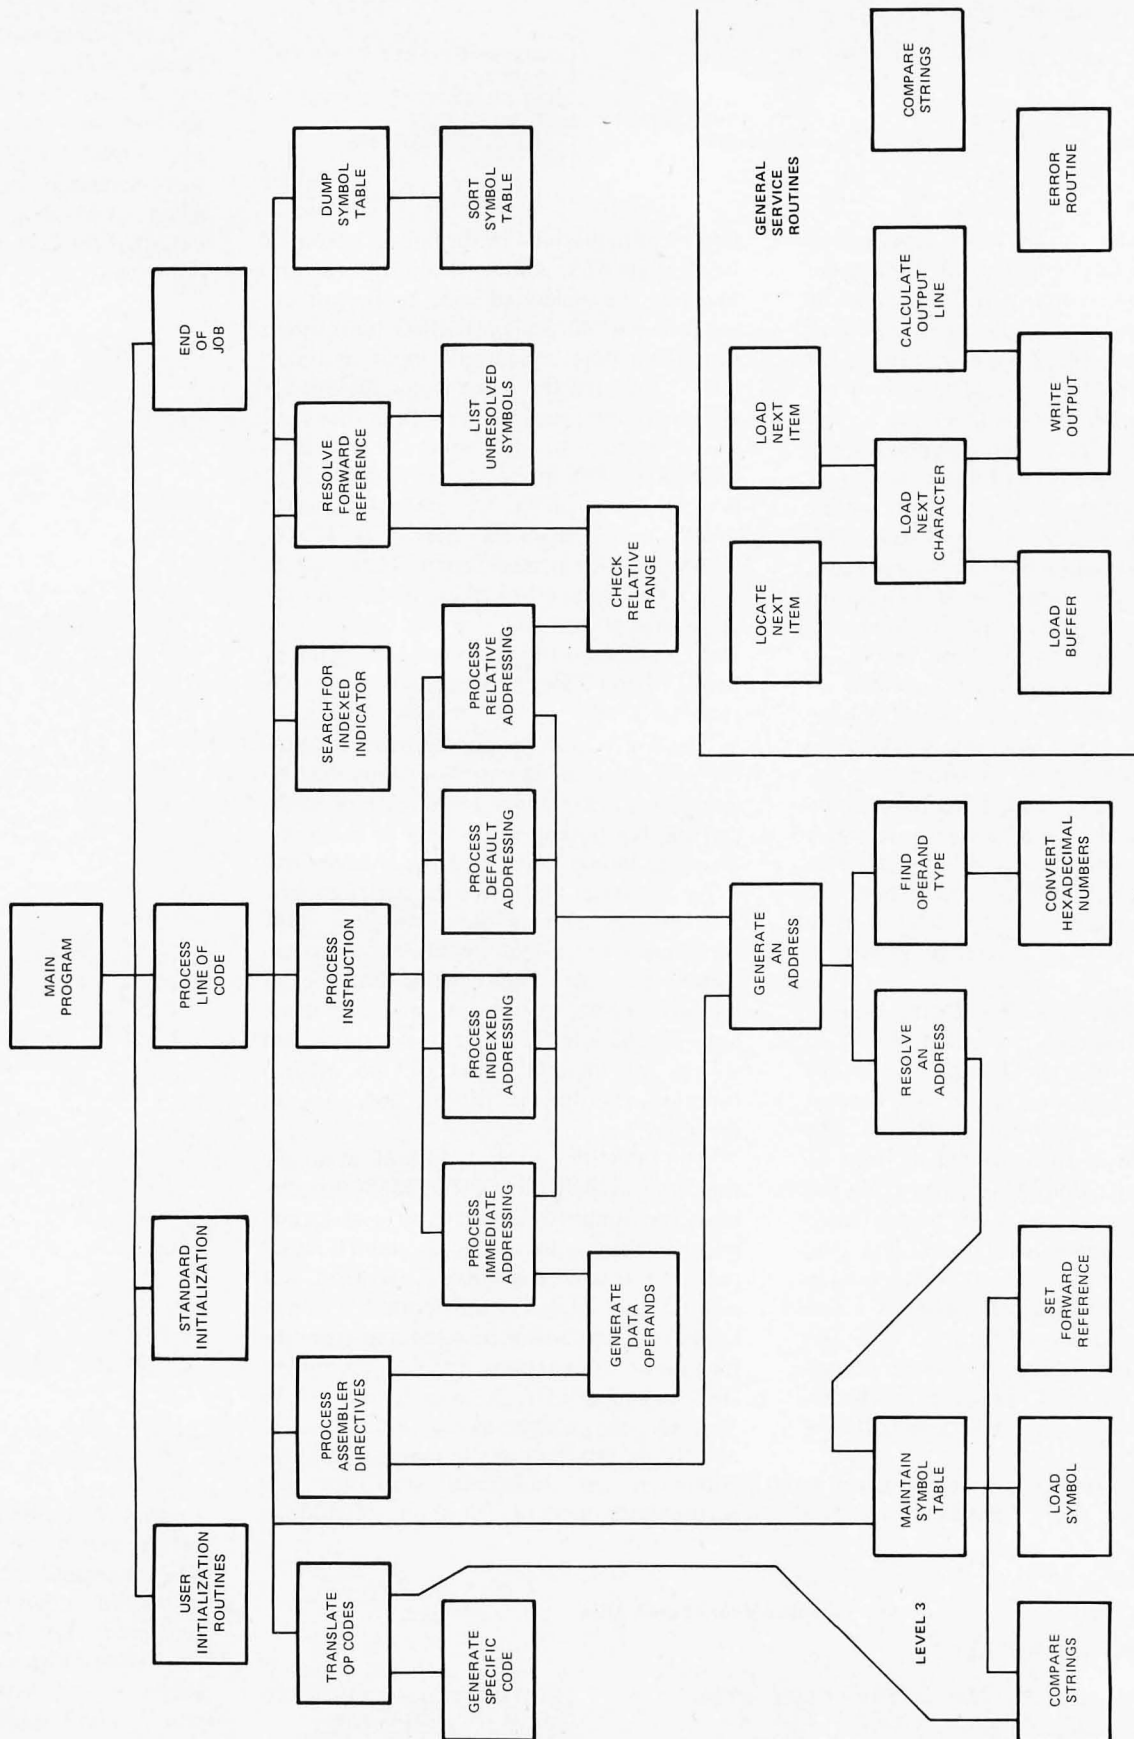 MAIN
PROGRAM
USER
INITIALIZATION
ROUTINES
STANDARD
INITIALIZATION
PROCESS
LINE OF
CODE
END
OF
JOB
TRANSLATE
OP CODES
PROCESS
ASSEMBLER
DIRECTIVES
PROCESS
INSTRUCTION
SEARCH FOR
INDEXED
INDICATOR
RESOLVE
FORWARD
REFERENCE
DUMP
SYMBOL
TABLE
GENERATE
SPECIFIC
CODE
PROCESS
IMMEDIATE
ADDRESSING
PROCESS
INDEXED
ADDRESSING
PROCESS
DEFAULT
ADDRESSING
PROCESS
RELATIVE
ADDRESSING
LIST
UNRESOLVED
SYMBOLS
SORT
SYMBOL
TABLE
GENERATE
DATA
OPERANDS
CHECK
RELATIVE
RANGE
GENERATE
AN
ADDRESS
MAINTAIN
SYMBOL
TABLE
RESOLVE
AN
ADDRESS
FIND
OPERAND
TYPE
LEVEL 3
COMPARE
STRINGS
LOAD
SYMBOL
SET
FORWARD
REFERENCE
CONVERT
HEXADECIMAL
NUMBERS
GENERAL
SERVICE
ROUTINES
LOCATE
NEXT
ITEM
LOAD
NEXT
ITEM
LOAD
NEXT
CHARACTER
CALCULATE
OUTPUT
LINE
COMPARE
STRINGS
LOAD
BUFFER
WRITE
OUTPUT
ERROR
ROUTINE